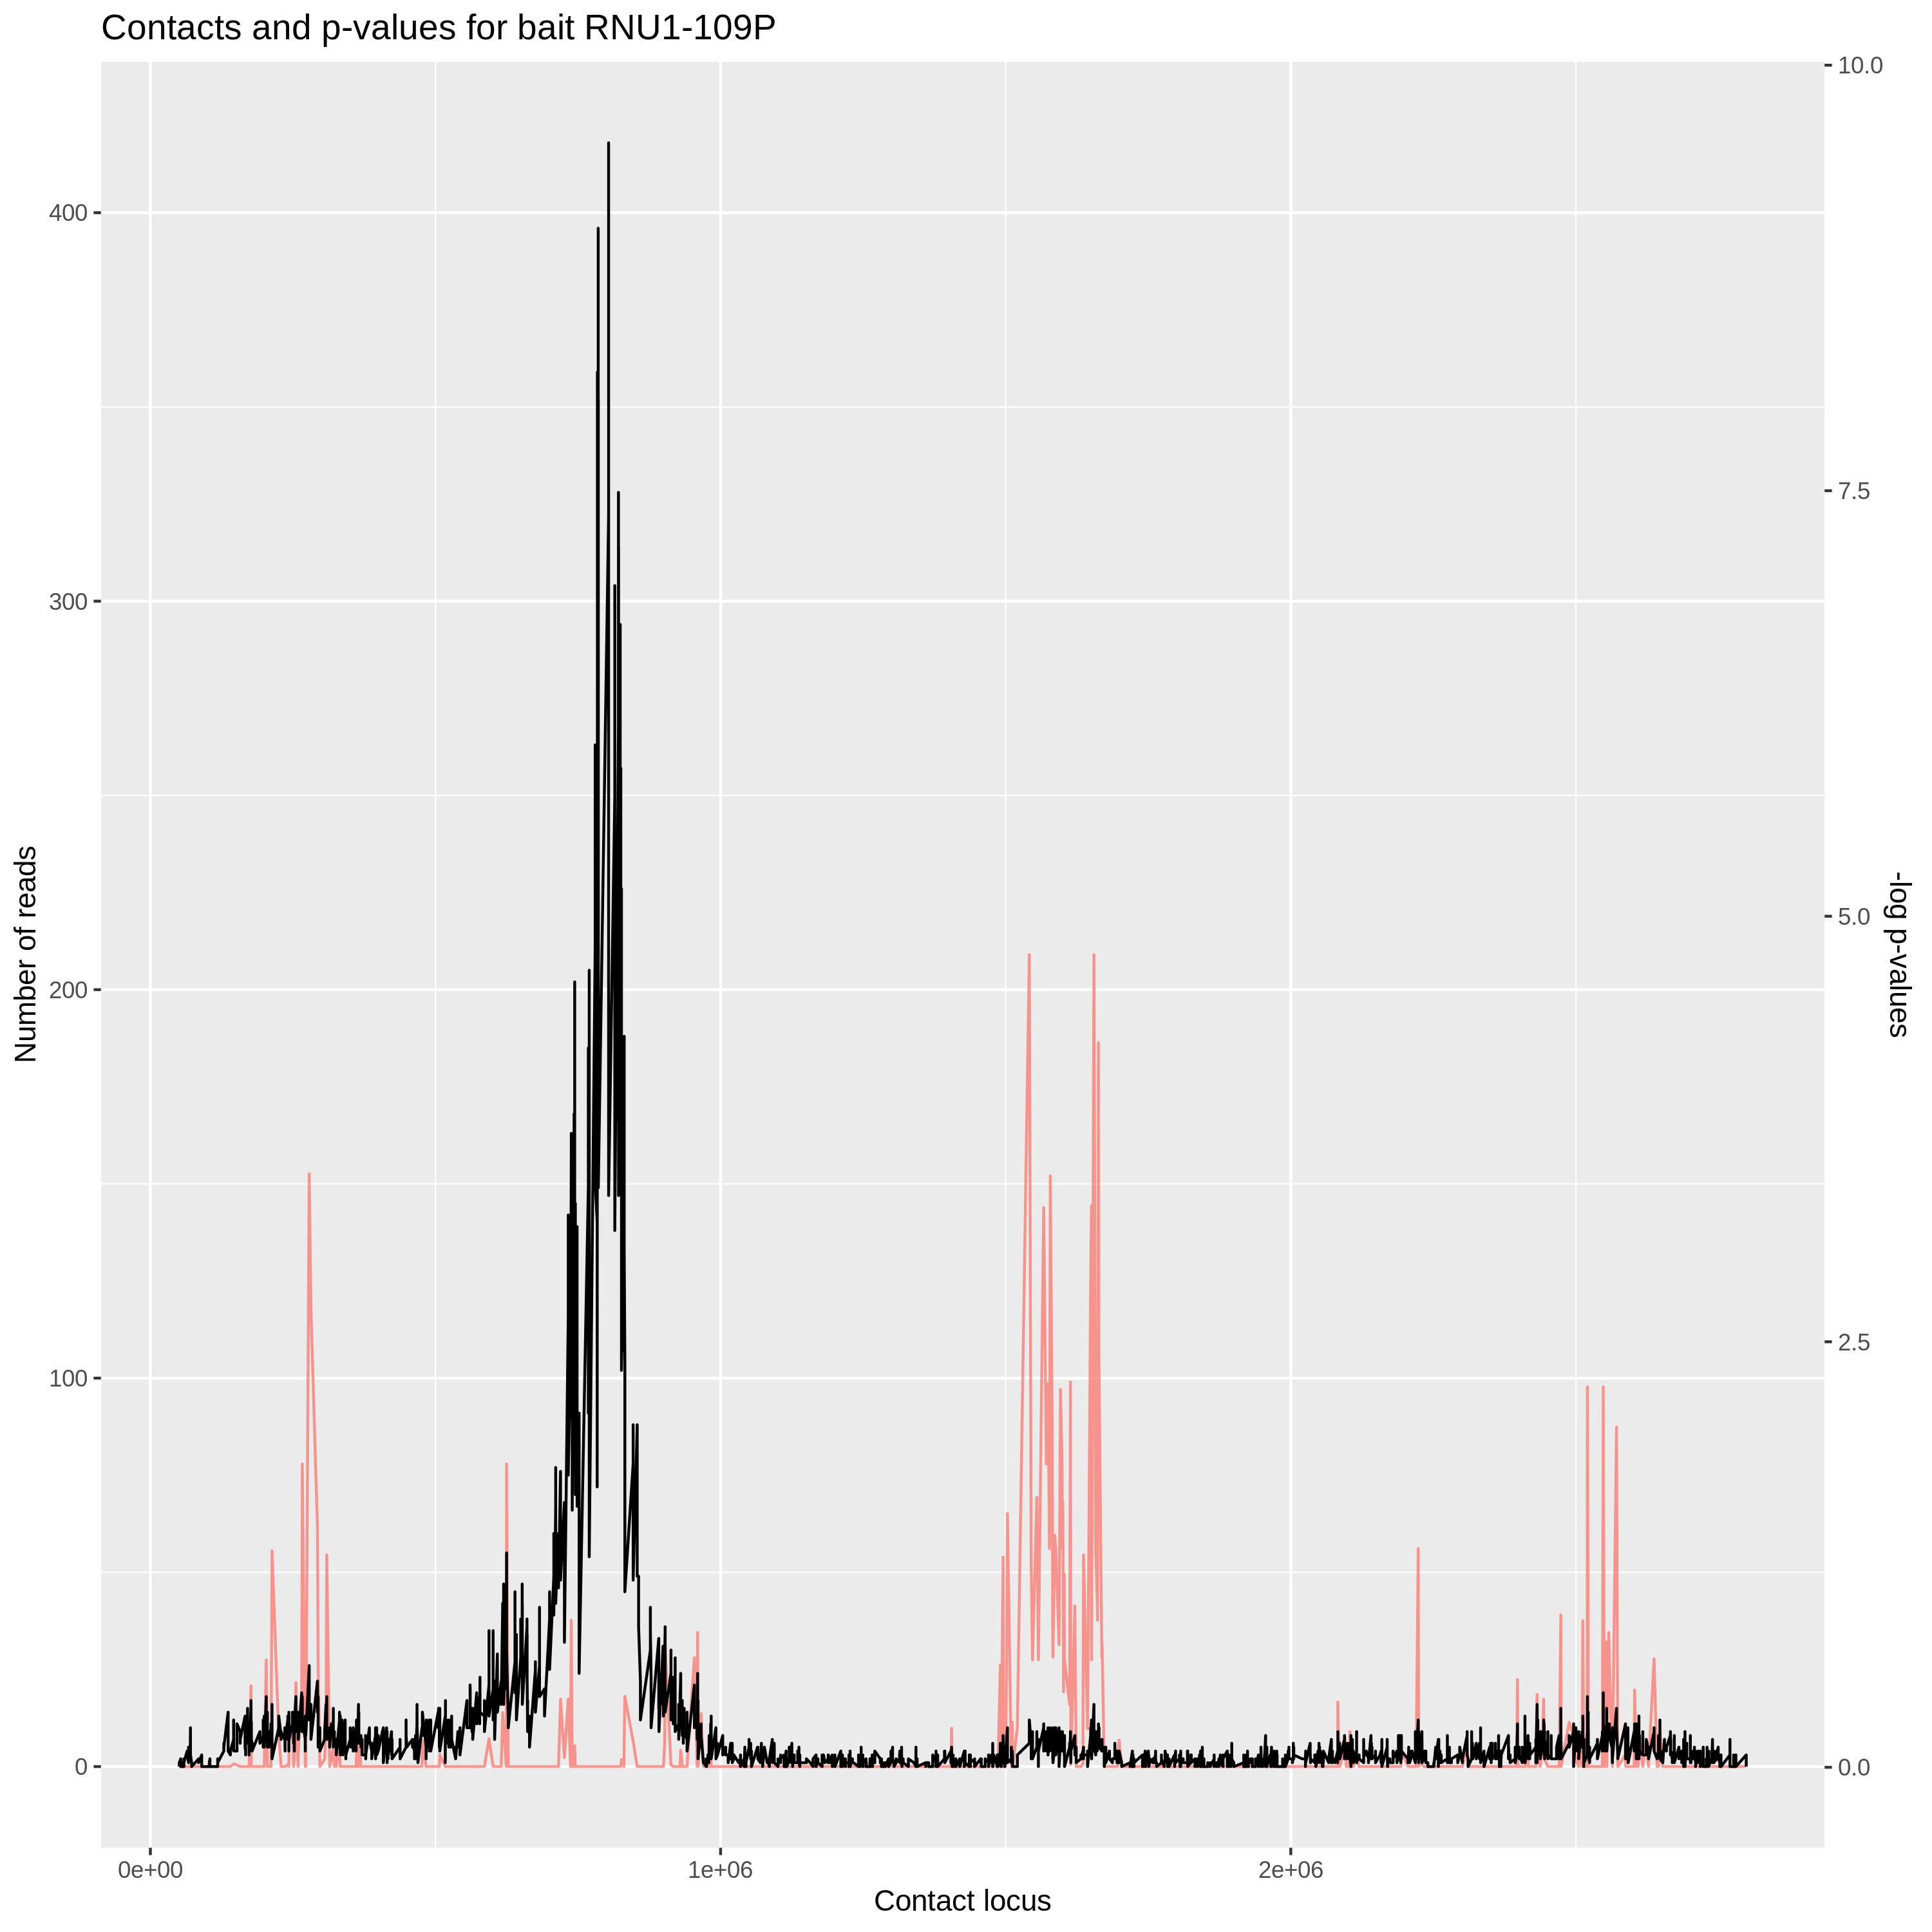 Contacts and p-values for bait RNU1-109P
10.0
400
7.5
300
Number of reads
5.0
-log p-values
200
2.5
100
0
0.0
0e+00
1e+06
2e+06
Contact locus